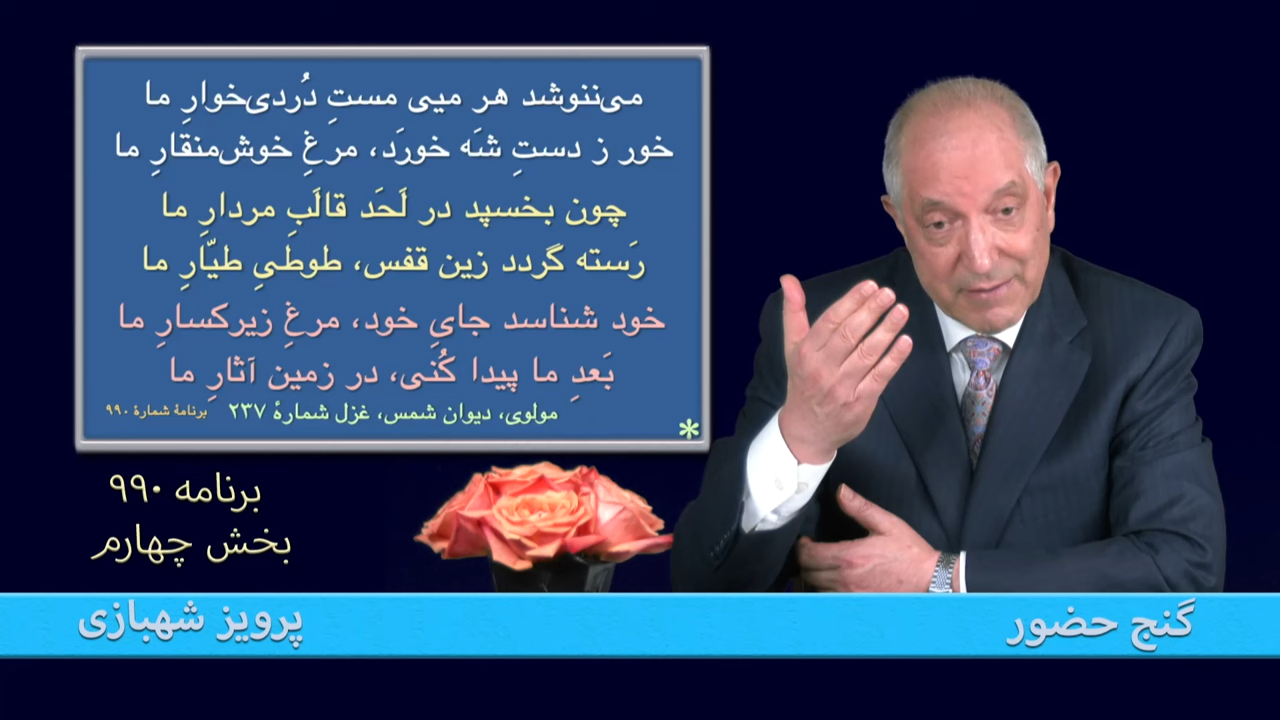 می‌ننوشد هر میی مستِ دُردی‌خوارِ ما
خور ز دستِ شَه خورَد، مرغِ خوش‌منقارِ ما
چون بخسپد در لَحَد قالَبِ مردارِ ما
رَسته گردد زین قفس، طوطیِ طیّارِ ما
خود شناسد جایِ خود، مرغِ زیرکسارِ ما
بَعدِ ما پیدا کُنی، در زمین آثارِ ما
مولوی، دیوان شمس، غزل شمارهٔ ۲۳۷
برنامهٔ شمارهٔ ۹۹۰
*
برنامه ۹۹۰
بخش چهارم
گنج حضور
پرویز شهبازی